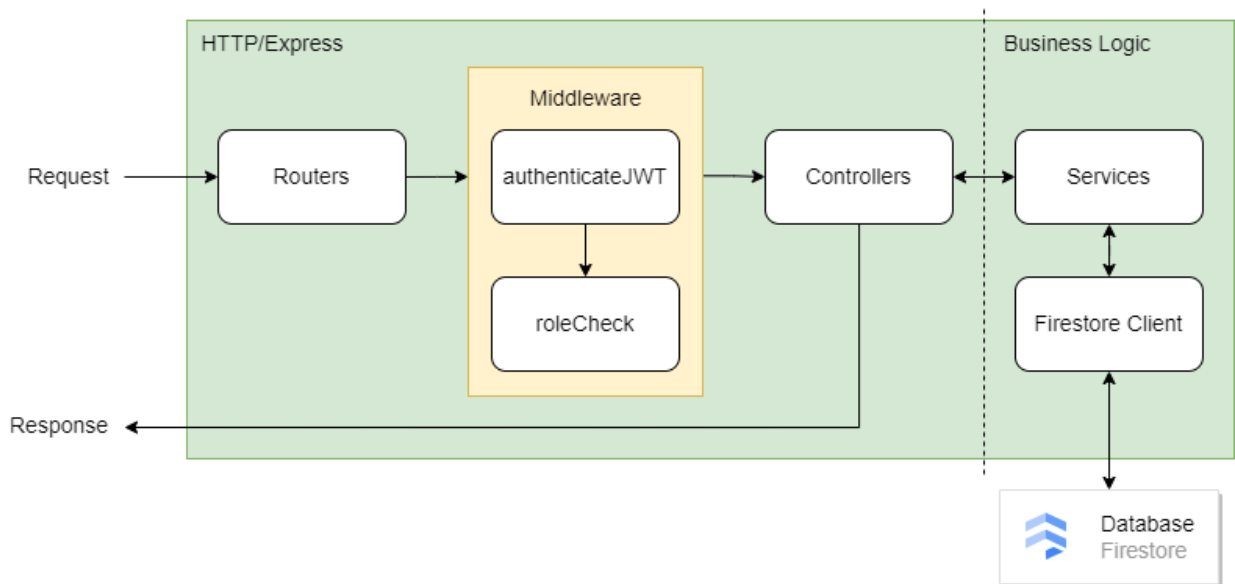 HTTP/Express
Business Logic
Middleware
Request
Routers
authenticateJWT
Controllers
Services
roleCheck
Firestore Client
Response
Database
Firestore